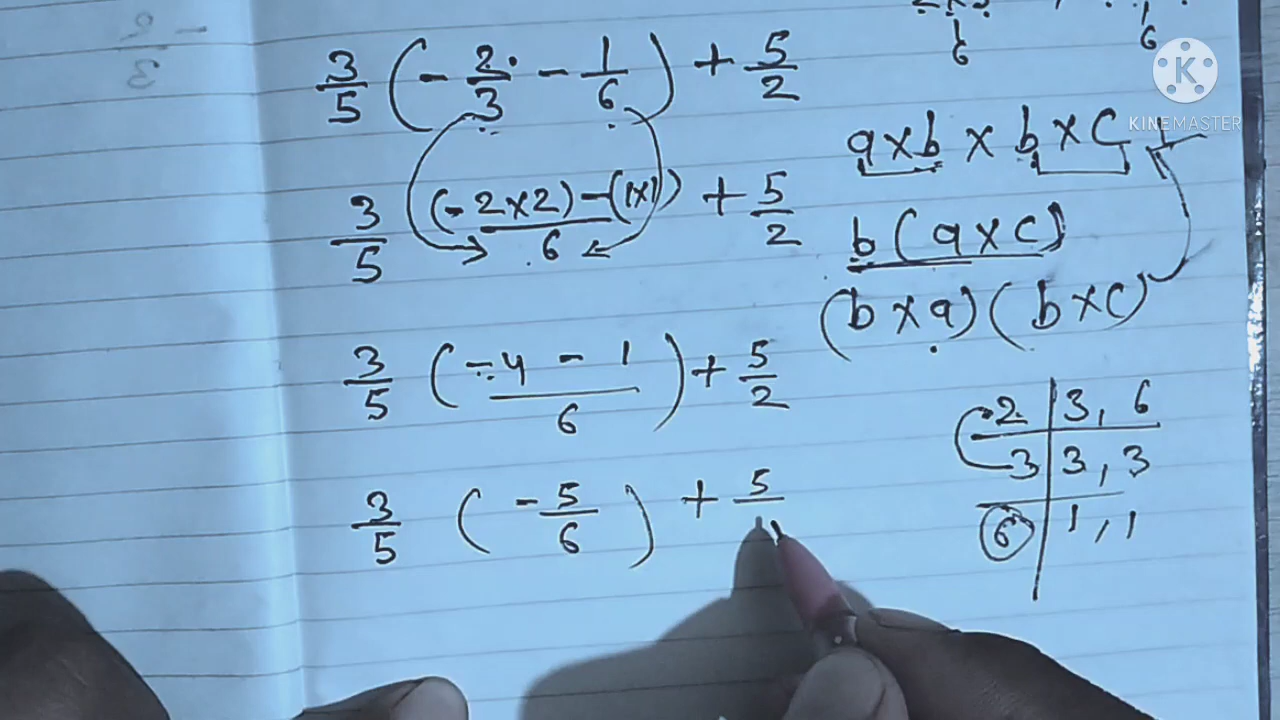 6 6
3/5 (- 2/3 - 1/6) + 5/2
K
KINEMASTER
a×b × b×c
3/5 (-2×2)-(1×1)/6 + 5/2
b(a×c)
(b×a)(b×c)
3/5 (-4 - 1/6) + 5/2
2 | 3, 6
3 | 3, 3
6 | 1, 1
3/5 (-5/6) + 5